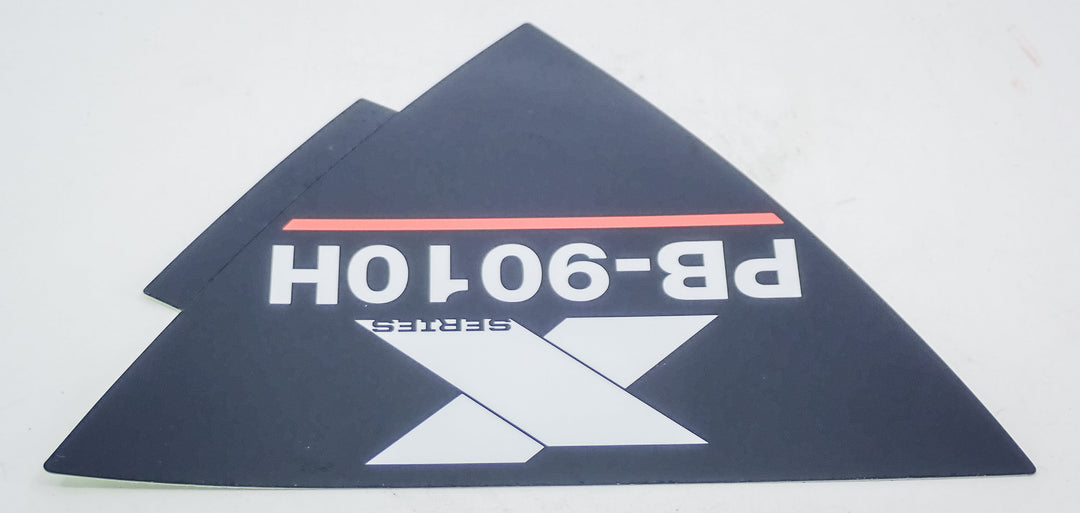 X
SERIES
PB-9010H